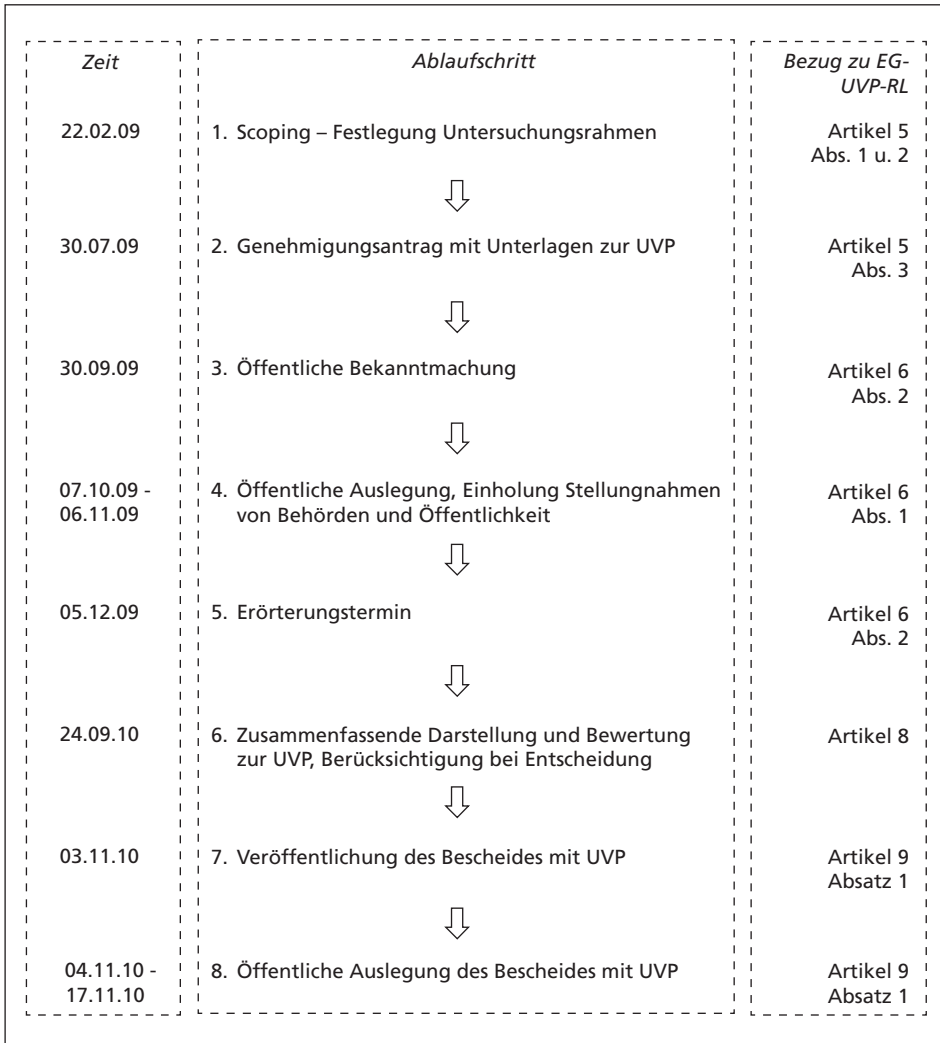 Zeit
Ablaufschritt
Bezug zu EG-
UVP-RL
22.02.09
1. Scoping – Festlegung Untersuchungsrahmen
Artikel 5
Abs. 1 u. 2
30.07.09
2. Genehmigungsantrag mit Unterlagen zur UVP
Artikel 5
Abs. 3
30.09.09
3. Öffentliche Bekanntmachung
Artikel 6
Abs. 2
07.10.09 -
06.11.09
4. Öffentliche Auslegung, Einholung Stellungnahmen
von Behörden und Öffentlichkeit
Artikel 6
Abs. 1
05.12.09
5. Erörterungstermin
Artikel 6
Abs. 2
24.09.10
6. Zusammenfassende Darstellung und Bewertung
zur UVP, Berücksichtigung bei Entscheidung
Artikel 8
03.11.10
7. Veröffentlichung des Bescheides mit UVP
Artikel 9
Absatz 1
04.11.10 -
17.11.10
8. Öffentliche Auslegung des Bescheides mit UVP
Artikel 9
Absatz 1